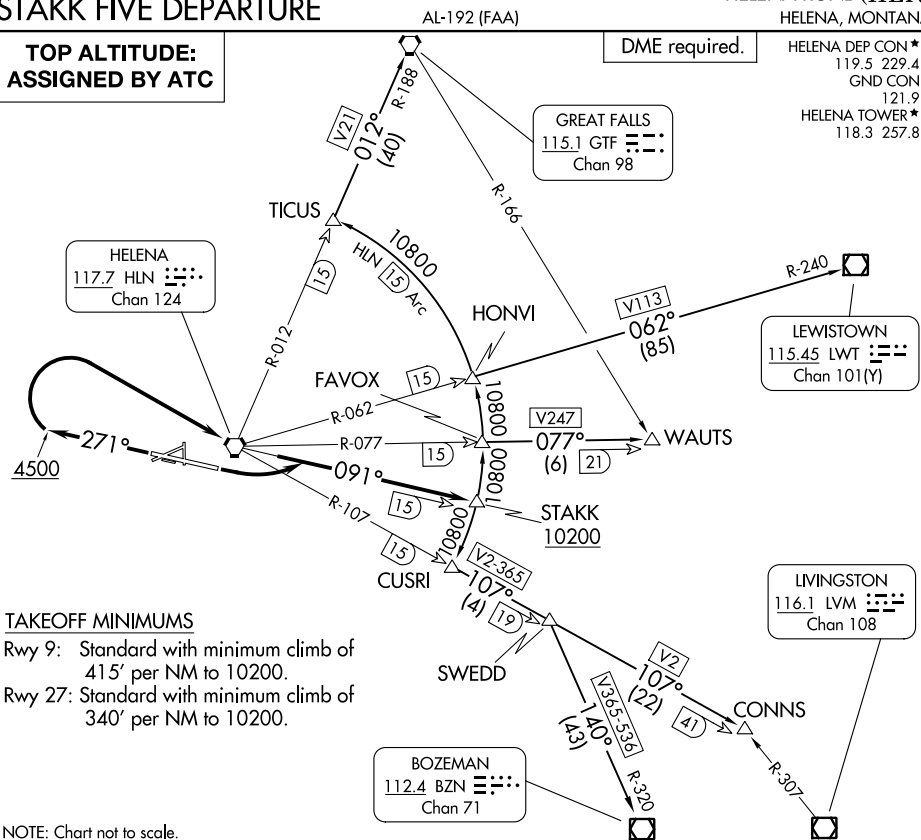 STAKK FIVE DEPARTURE
AL-192 (FAA)
HELENA, MONTAN
TOP ALTITUDE:
ASSIGNED BY ATC
DME required.
HELENA DEP CON★
119.5 229.4
GND CON
121.9
HELENA TOWER★
118.3 257.8
R-188
V21
012°
(40)
GREAT FALLS
115.1 GTF
Chan 98
R-166
TICUS
10800
HLN 15 Arc
HELENA
117.7 HLN
Chan 124
15
R-012
HONVI
R-240
V113
062°
(85)
LEWISTOWN
115.45 LWT
Chan 101(Y)
FAVOX
15
R-062
10800
V247
077°
(6)
21
WAUTS
R-077
15
10800
271°
4500
091°
15
STAKK
10200
R-107
15
10800
CUSRI
V2-365
107°
(4)
19
SWEDD
LIVINGSTON
116.1 LVM
Chan 108
V2
107°
(22)
41
CONNS
V365-536
140°
(43)
R-320
R-307
BOZEMAN
112.4 BZN
Chan 71
TAKEOFF MINIMUMS
Rwy 9: Standard with minimum climb of
415' per NM to 10200.
Rwy 27: Standard with minimum climb of
340' per NM to 10200.
NOTE: Chart not to scale.